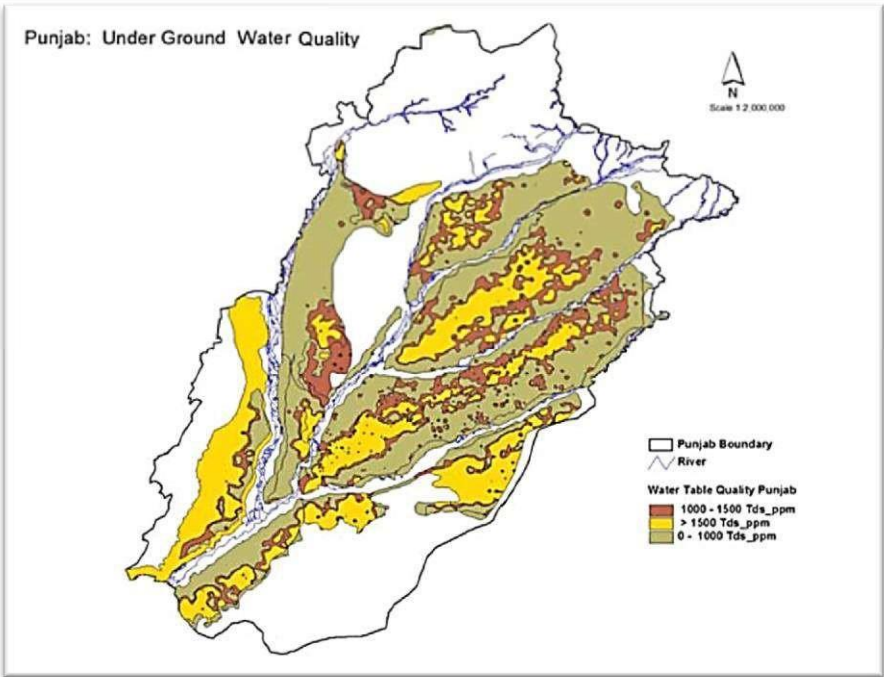 Punjab: Under Ground Water Quality
N
Scale 1:2,000,000
Punjab Boundary
River
Water Table Quality Punjab
1000 - 1500 Tds_ppm
> 1500 Tds_ppm
0 - 1000 Tds_ppm